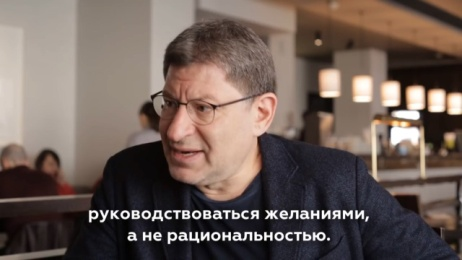 руководствоваться желаниями,
а не рациональностью.